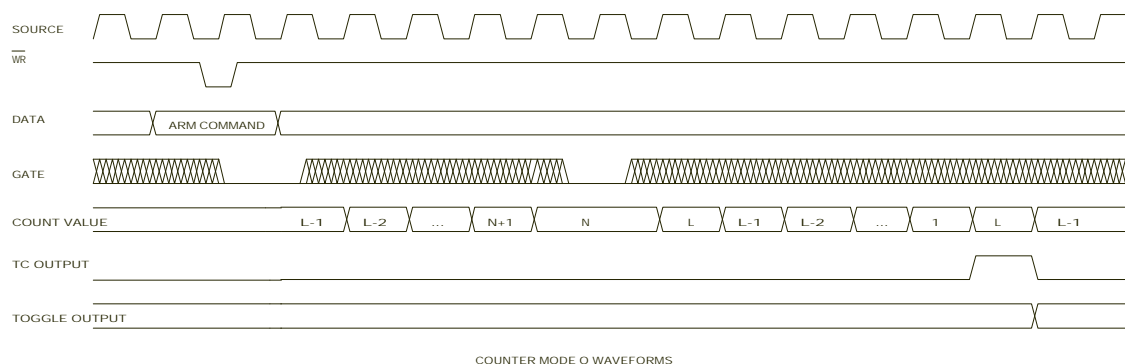 SOURCE
WR
DATA ARM COMMAND
GATE
COUNT VALUE L-1 L-2 ... N+1 N L L-1 L-2 ... 1 L L-1
TC OUTPUT
TOGGLE OUTPUT
COUNTER MODE O WAVEFORMS